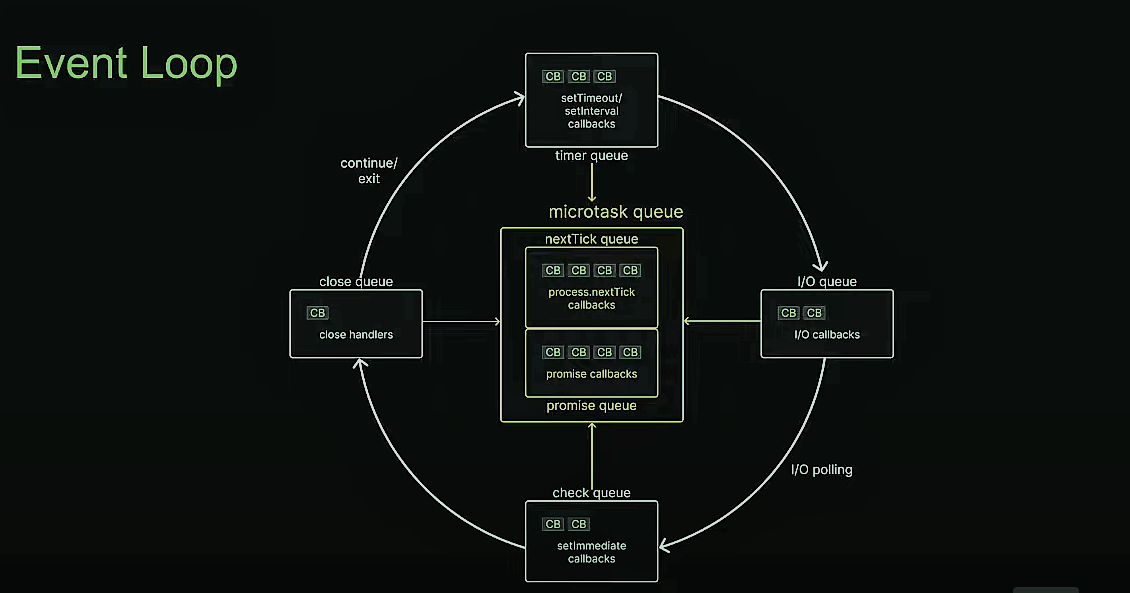 Event Loop
CB CB CB
setTimeout/
setInterval
callbacks
timer queue
continue/
exit
microtask queue
nextTick queue
CB CB CB CB
process.nextTick
callbacks
close queue
CB
close handlers
I/O queue
CB CB
I/O callbacks
CB CB CB CB
promise callbacks
promise queue
I/O polling
check queue
CB CB
setImmediate
callbacks